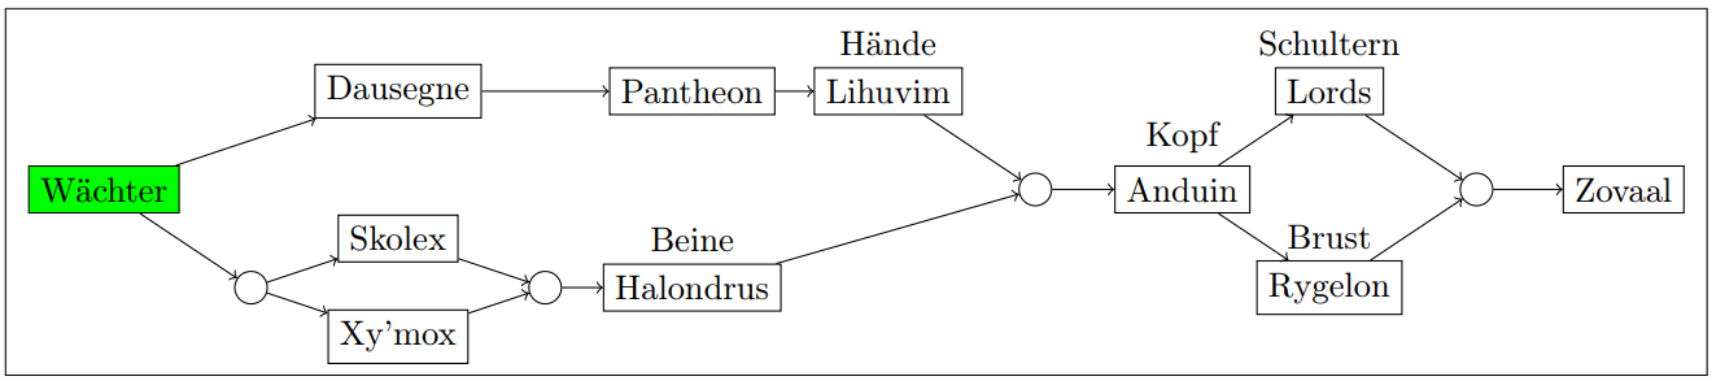 Hände
Schultern
Dausegne
Pantheon
Lihuvim
Lords
Kopf
Wächter
Anduin
Zovaal
Skolex
Beine
Brust
Halondrus
Rygelon
Xy'mox